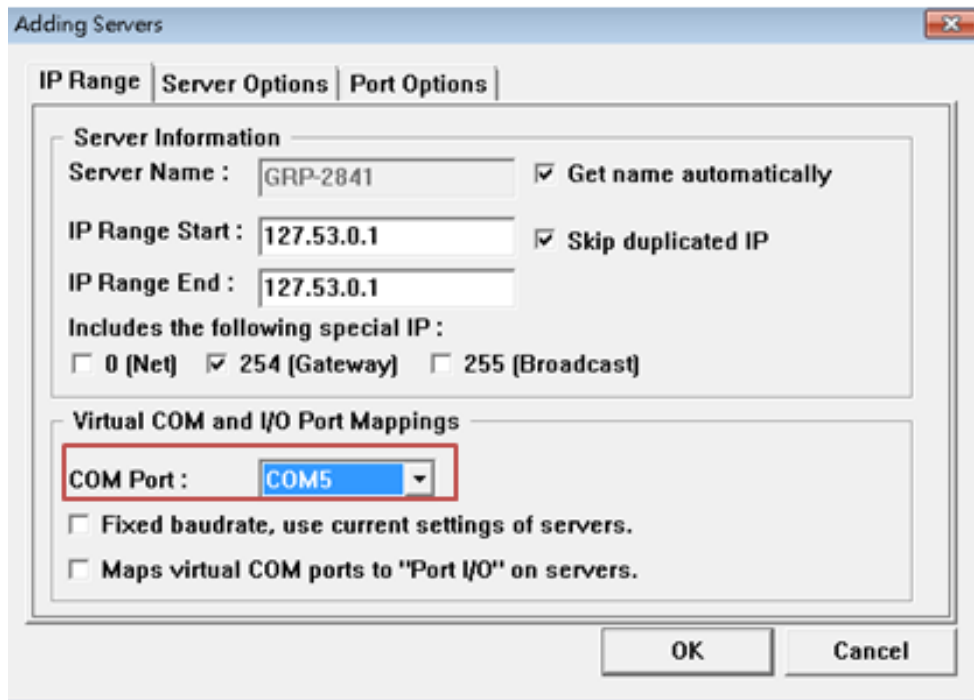 Adding Servers
IP Range Server Options Port Options
Server Information
Server Name : GRP-2841 Get name automatically
IP Range Start : 127.53.0.1 Skip duplicated IP
IP Range End : 127.53.0.1
Includes the following special IP :
0 (Net) 254 (Gateway) 255 (Broadcast)
Virtual COM and I/O Port Mappings
COM Port : COM5
Fixed baudrate, use current settings of servers.
Maps virtual COM ports to "Port I/O" on servers.
OK Cancel